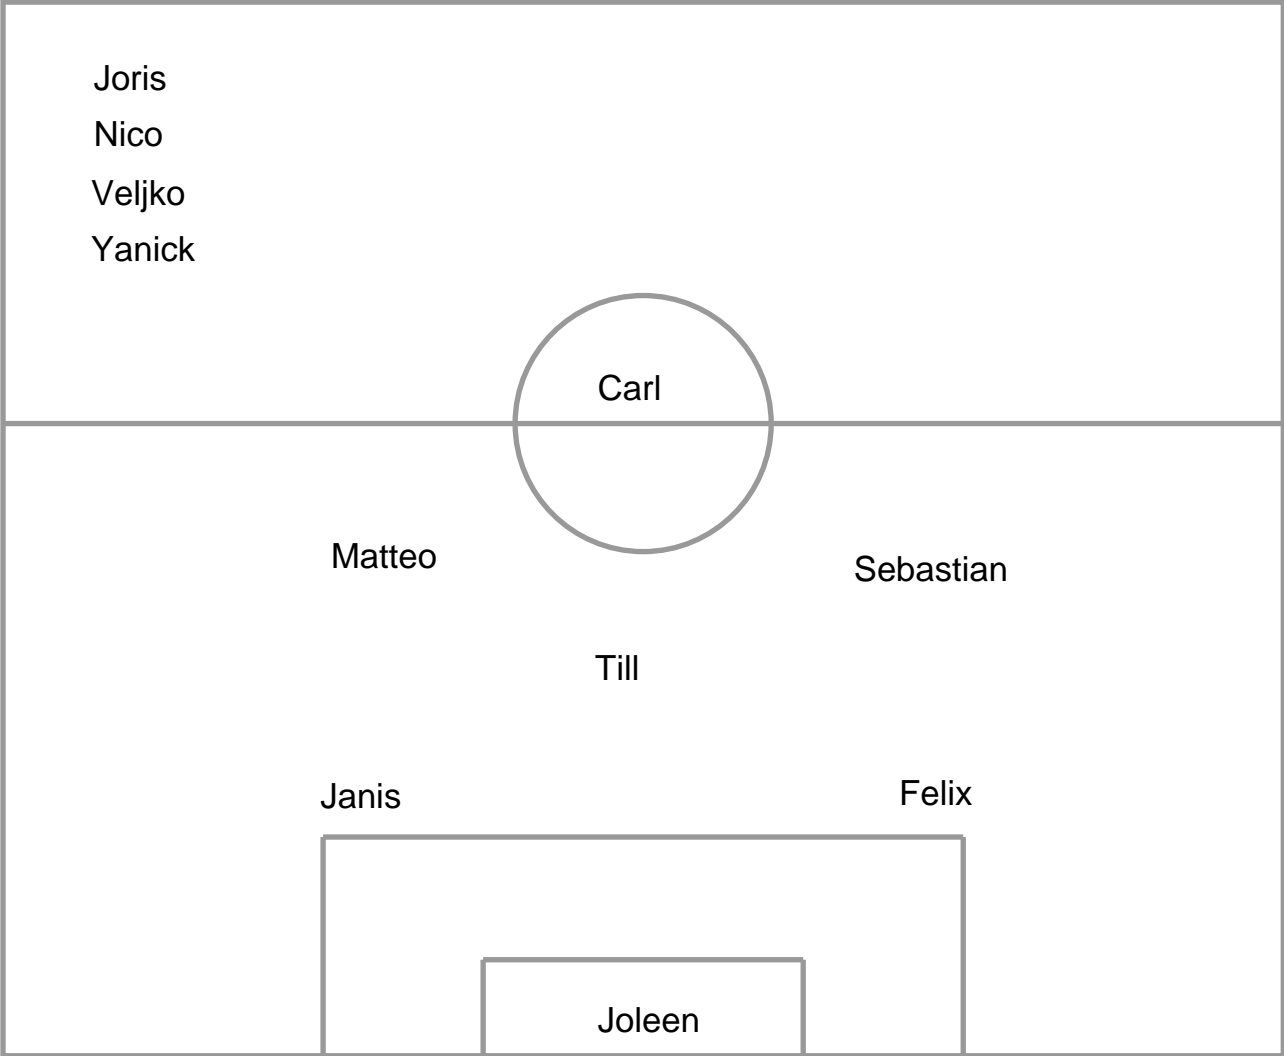 Joris
Nico
Veljko
Yanick
Carl
Matteo
Sebastian
Till
Janis
Felix
Joleen